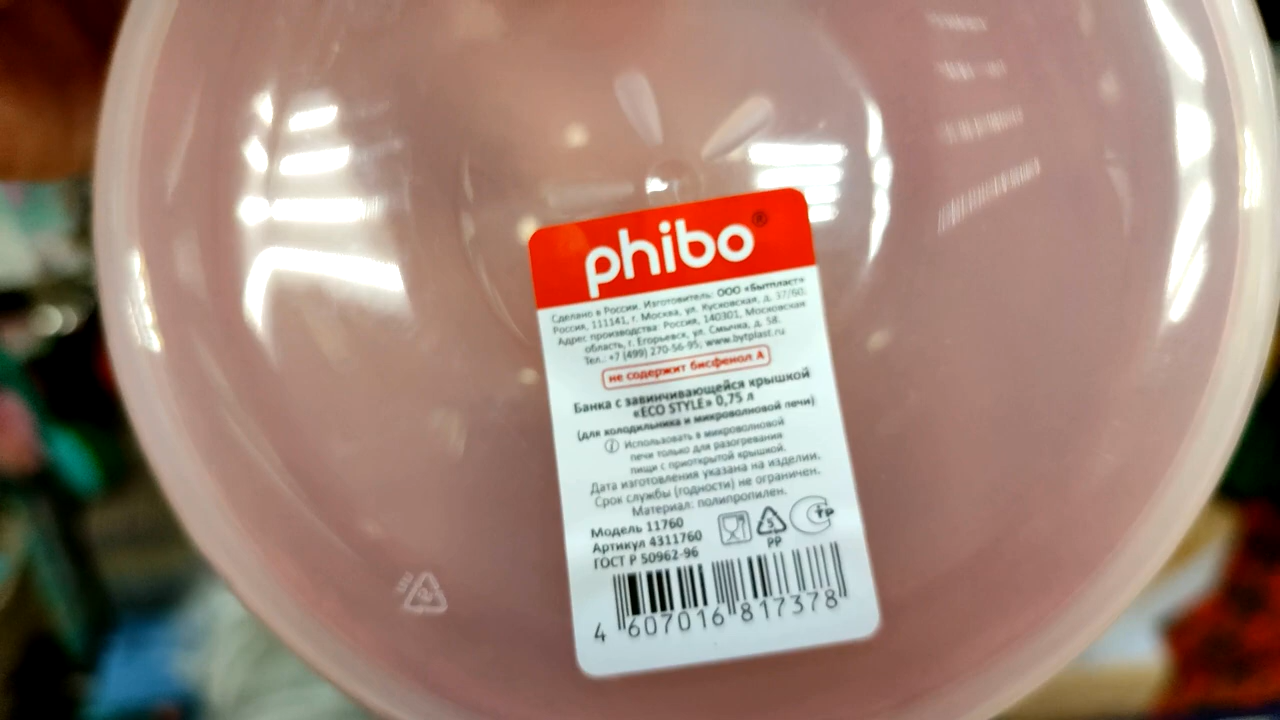 phibo®
Сделано в России. Изготовитель: ООО «Бытпласт»
Россия, 111141, г. Москва, ул. Кусковская, д. 37/60.
Адрес производства: Россия, 140301, Московская
область, г. Егорьевск, ул. Смычка, д. 58.
Тел.: +7 (499) 270-56-95; www.bytplast.ru
не содержит бисфенол А
Банка с завинчивающейся крышкой
«ECO STYLE» 0,75 л
(для холодильника и микроволновой печи)
i Использовать в микроволновой
печи только для разогревания
пищи с приоткрытой крышкой.
Дата изготовления указана на изделии.
Срок службы (годности) не ограничен.
Материал: полипропилен.
Модель 11760
Артикул 4311760
ГОСТ Р 50962-96
5
PP
СТР
4 607016 817378